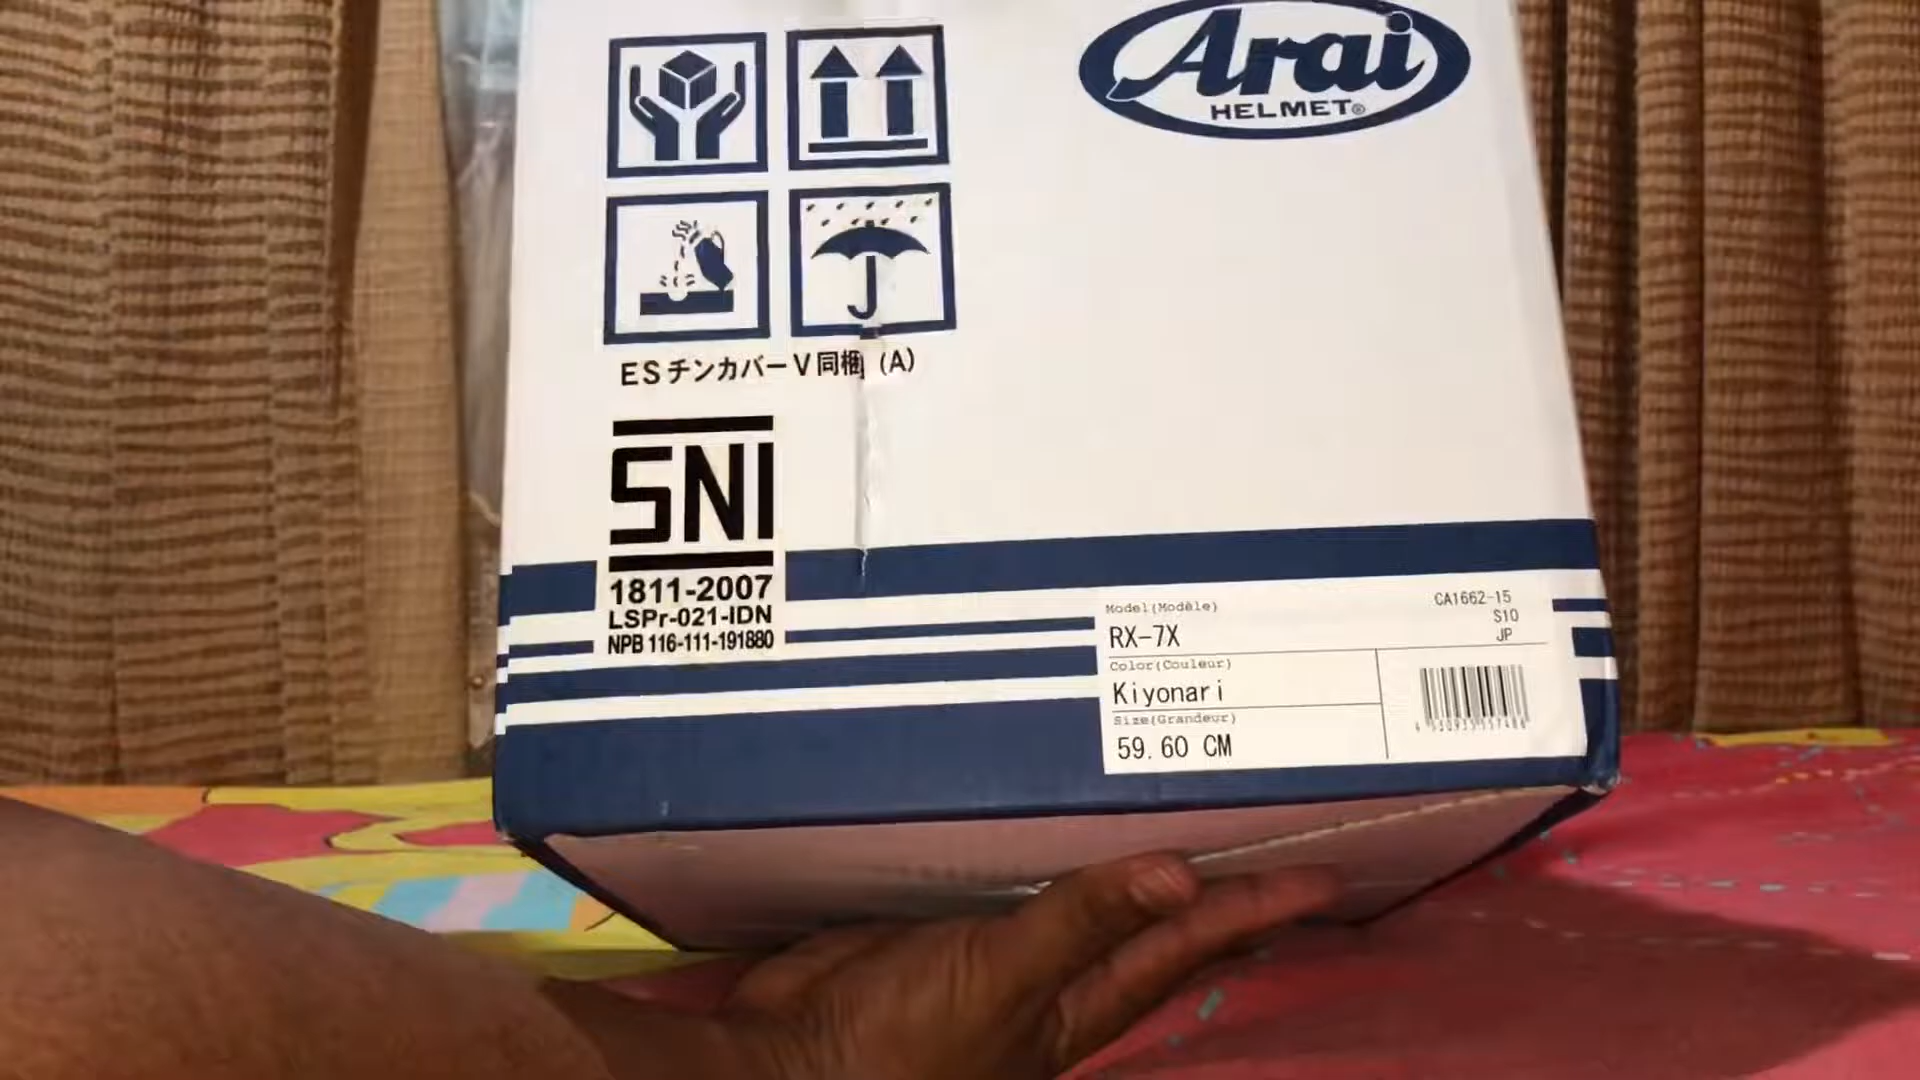 Arai
HELMET®
ESチンカバーV同梱 (A)
SNI
1811-2007
LSPr-021-IDN
NPB 116-111-191880
Model(Modèle)
CA1662-15
RX-7X
S10
JP
Color(Couleur)
Kiyonari
Size(Grandeur)
59.60 CM